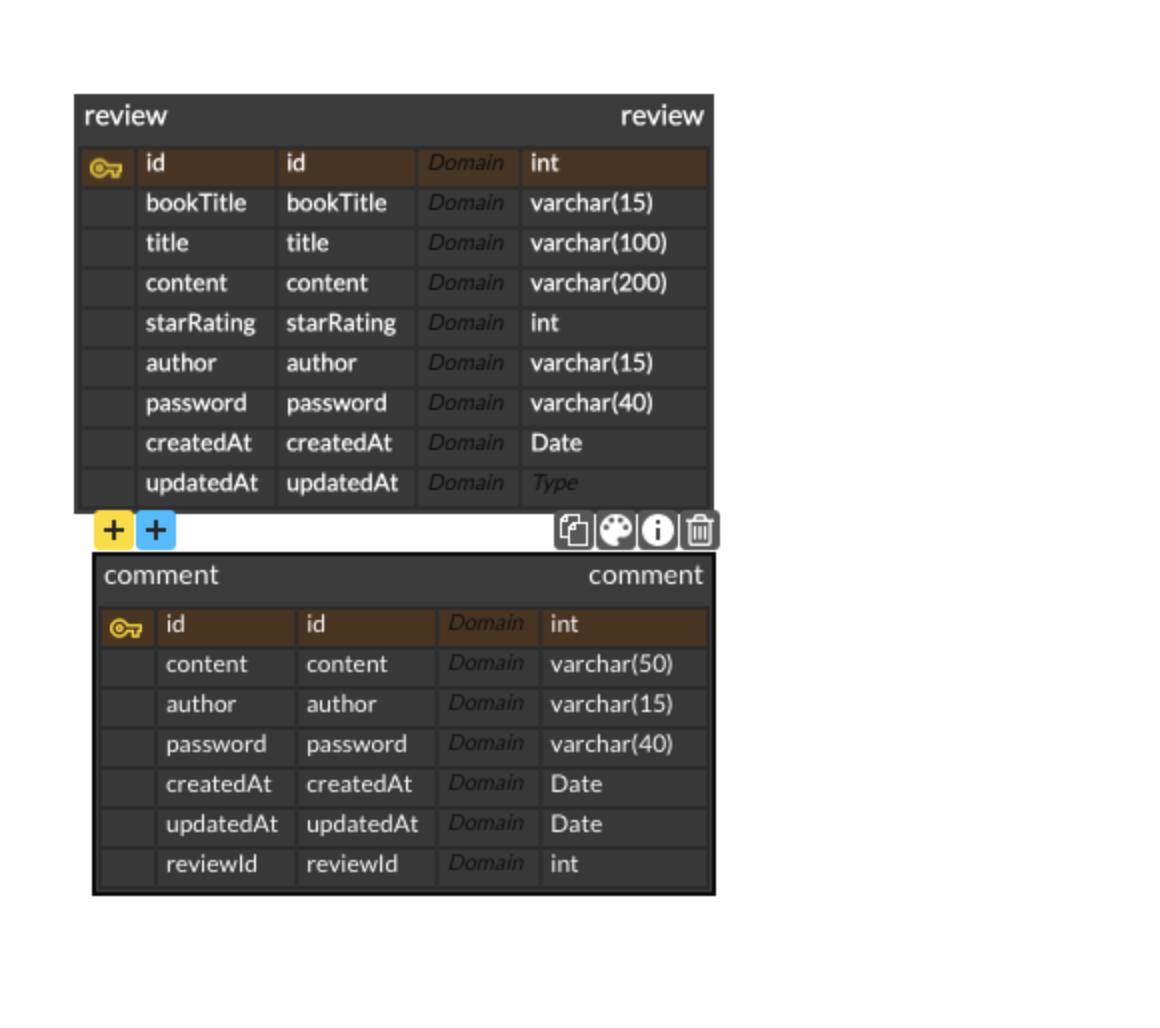 review review
id id Domain int
bookTitle bookTitle Domain varchar(15)
title title Domain varchar(100)
content content Domain varchar(200)
starRating starRating Domain int
author author Domain varchar(15)
password password Domain varchar(40)
createdAt createdAt Domain Date
updatedAt updatedAt Domain Type
comment comment
id id Domain int
content content Domain varchar(50)
author author Domain varchar(15)
password password Domain varchar(40)
createdAt createdAt Domain Date
updatedAt updatedAt Domain Date
reviewId reviewId Domain int